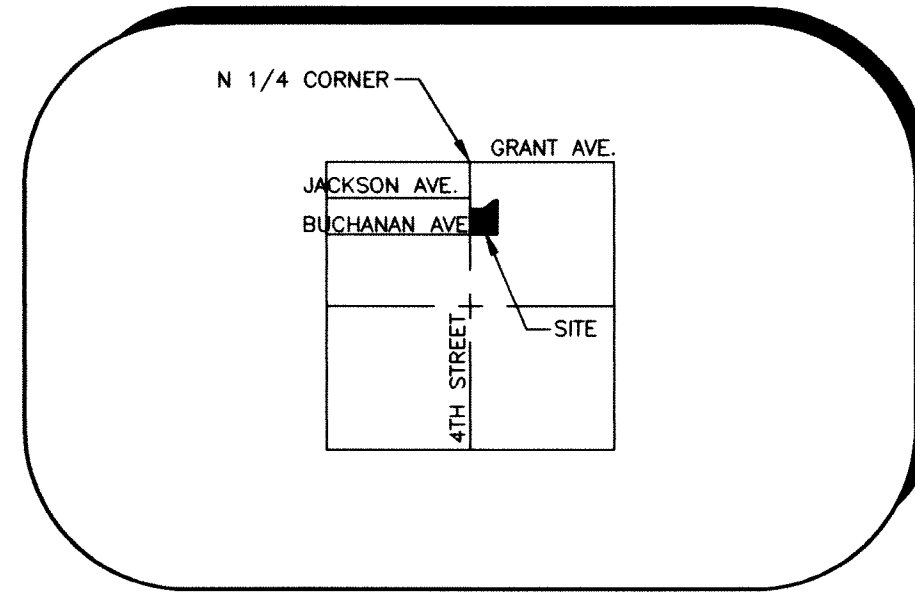 N 1/4 CORNER
GRANT AVE.
JACKSON AVE.
BUCHANAN AVE
SITE
4TH STREET